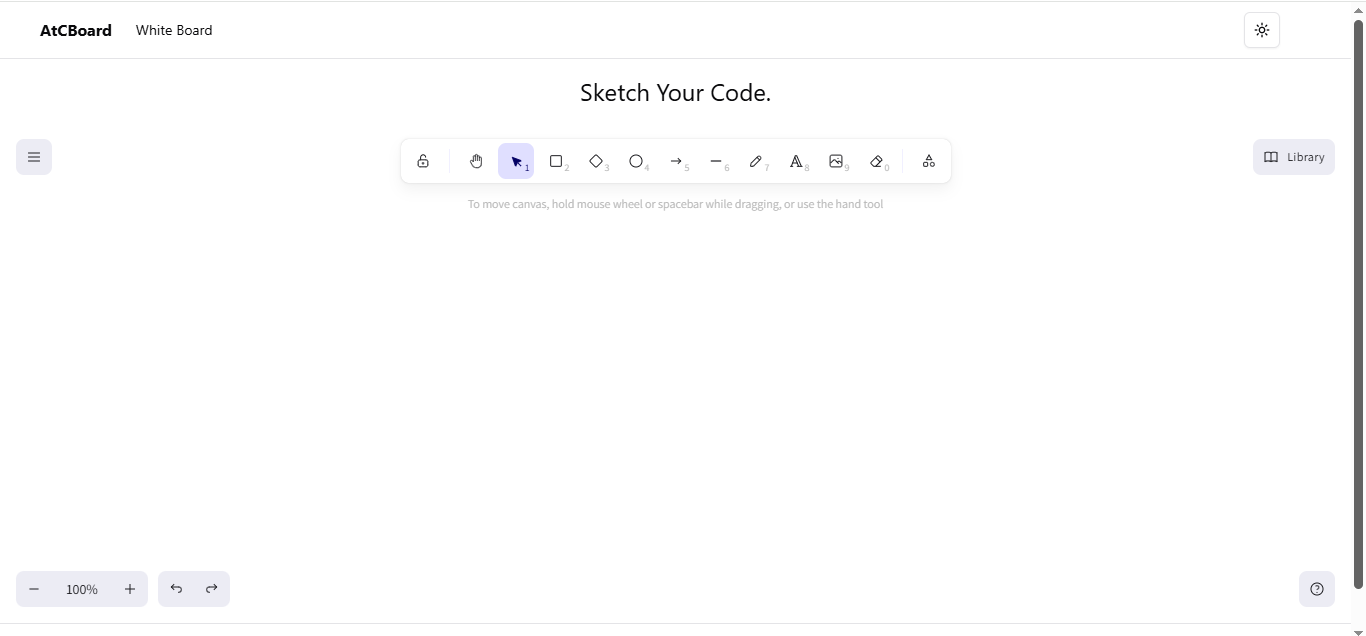 AtCBoard White Board
Sketch Your Code.
1 2 3 4 5 6 7 8 9 0
Library
To move canvas, hold mouse wheel or spacebar while dragging, or use the hand tool
100%